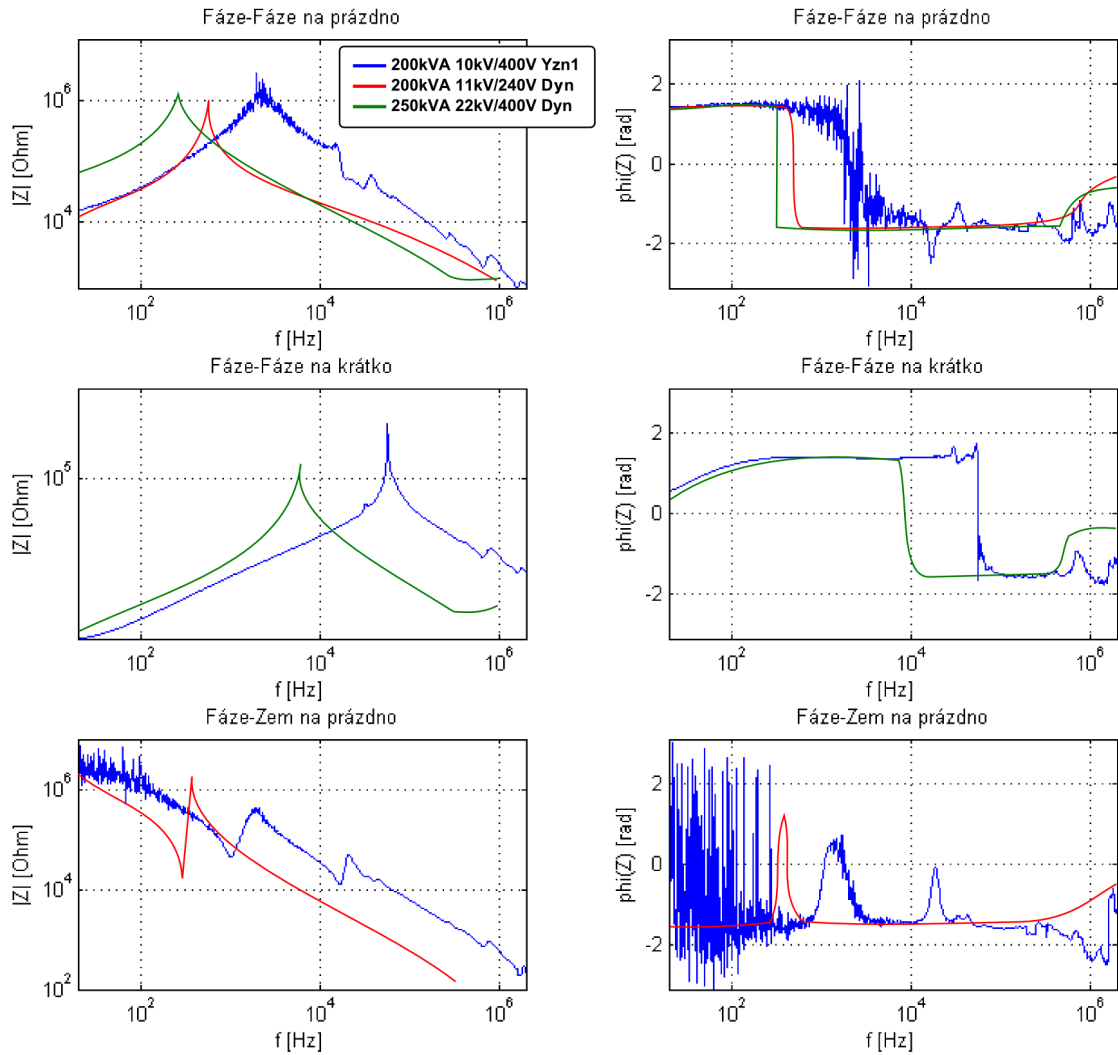 Fáze-Fáze na prázdno
Fáze-Fáze na prázdno
200kVA 10kV/400V Yzn1
200kVA 11kV/240V Dyn
250kVA 22kV/400V Dyn
|Z| [Ohm]
10^6
10^4
10^2
10^4
10^6
f [Hz]
phi(Z) [rad]
2
0
-2
10^2
10^4
10^6
f [Hz]
Fáze-Fáze na krátko
Fáze-Fáze na krátko
|Z| [Ohm]
10^5
10^2
10^4
10^6
f [Hz]
phi(Z) [rad]
2
0
-2
10^2
10^4
10^6
f [Hz]
Fáze-Zem na prázdno
Fáze-Zem na prázdno
|Z| [Ohm]
10^6
10^4
10^2
10^2
10^4
10^6
f [Hz]
phi(Z) [rad]
2
0
-2
10^2
10^4
10^6
f [Hz]